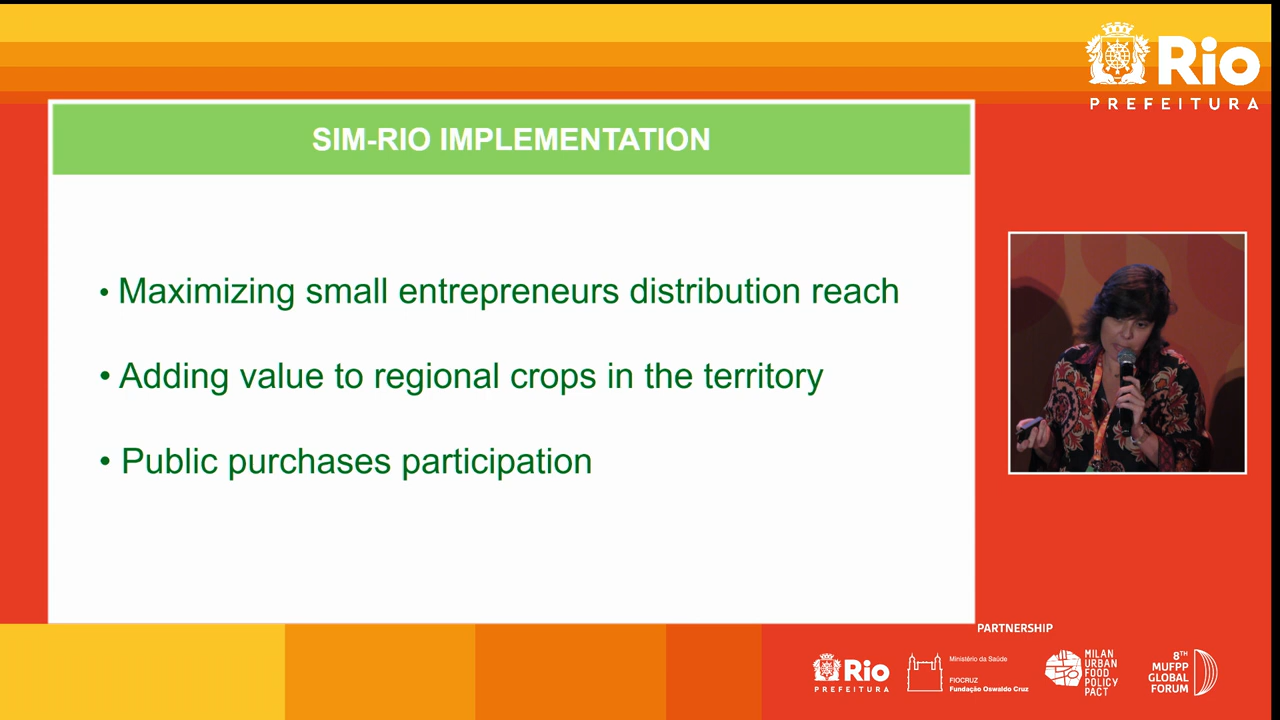 Rio
PREFEITURA
SIM-RIO IMPLEMENTATION
• Maximizing small entrepreneurs distribution reach
• Adding value to regional crops in the territory
• Public purchases participation
PARTNERSHIP
Rio
PREFEITURA
Ministério da Saúde
FIOCRUZ
Fundação Oswaldo Cruz
MILAN
URBAN
FOOD
POLICY
PACT
8TH
MUFPP
GLOBAL
FORUM